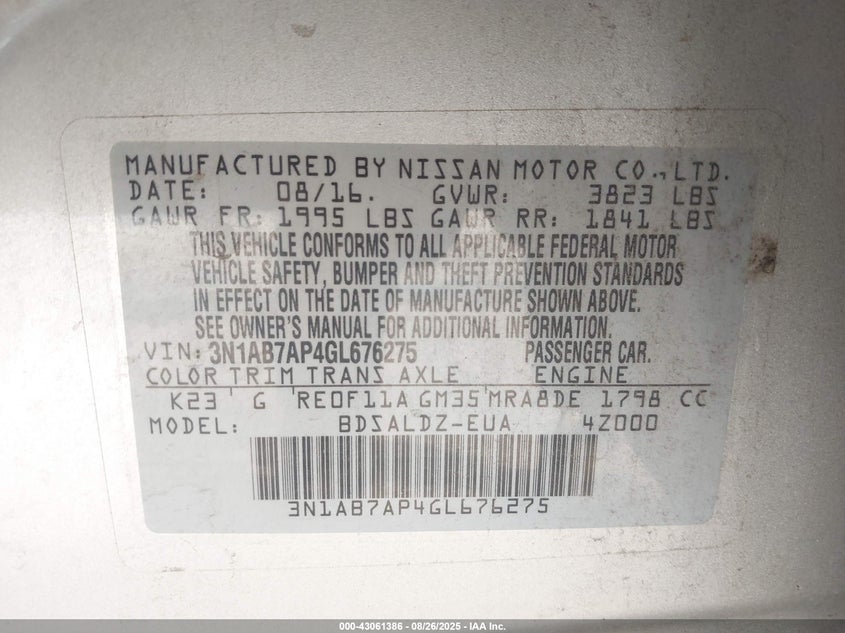 MANUFACTURED BY NISSAN MOTOR CO., LTD.
DATE: 08/16. GVWR: 3823 LBS
GAWR FR: 1995 LBS GAWR RR: 1841 LBS
THIS VEHICLE CONFORMS TO ALL APPLICABLE FEDERAL MOTOR
VEHICLE SAFETY, BUMPER AND THEFT PREVENTION STANDARDS
IN EFFECT ON THE DATE OF MANUFACTURE SHOWN ABOVE.
SEE OWNER'S MANUAL FOR ADDITIONAL INFORMATION.
VIN: 3N1AB7AP4GL676275 PASSENGER CAR.
COLOR TRIM TRANS AXLE ENGINE
K23 G RE0F11A GM35 MRA8DE 1798 CC
MODEL: BDSALDZ-EUA 4Z000
3N1AB7AP4GL676275
000-43061386 - 08/26/2025 - IAA Inc.